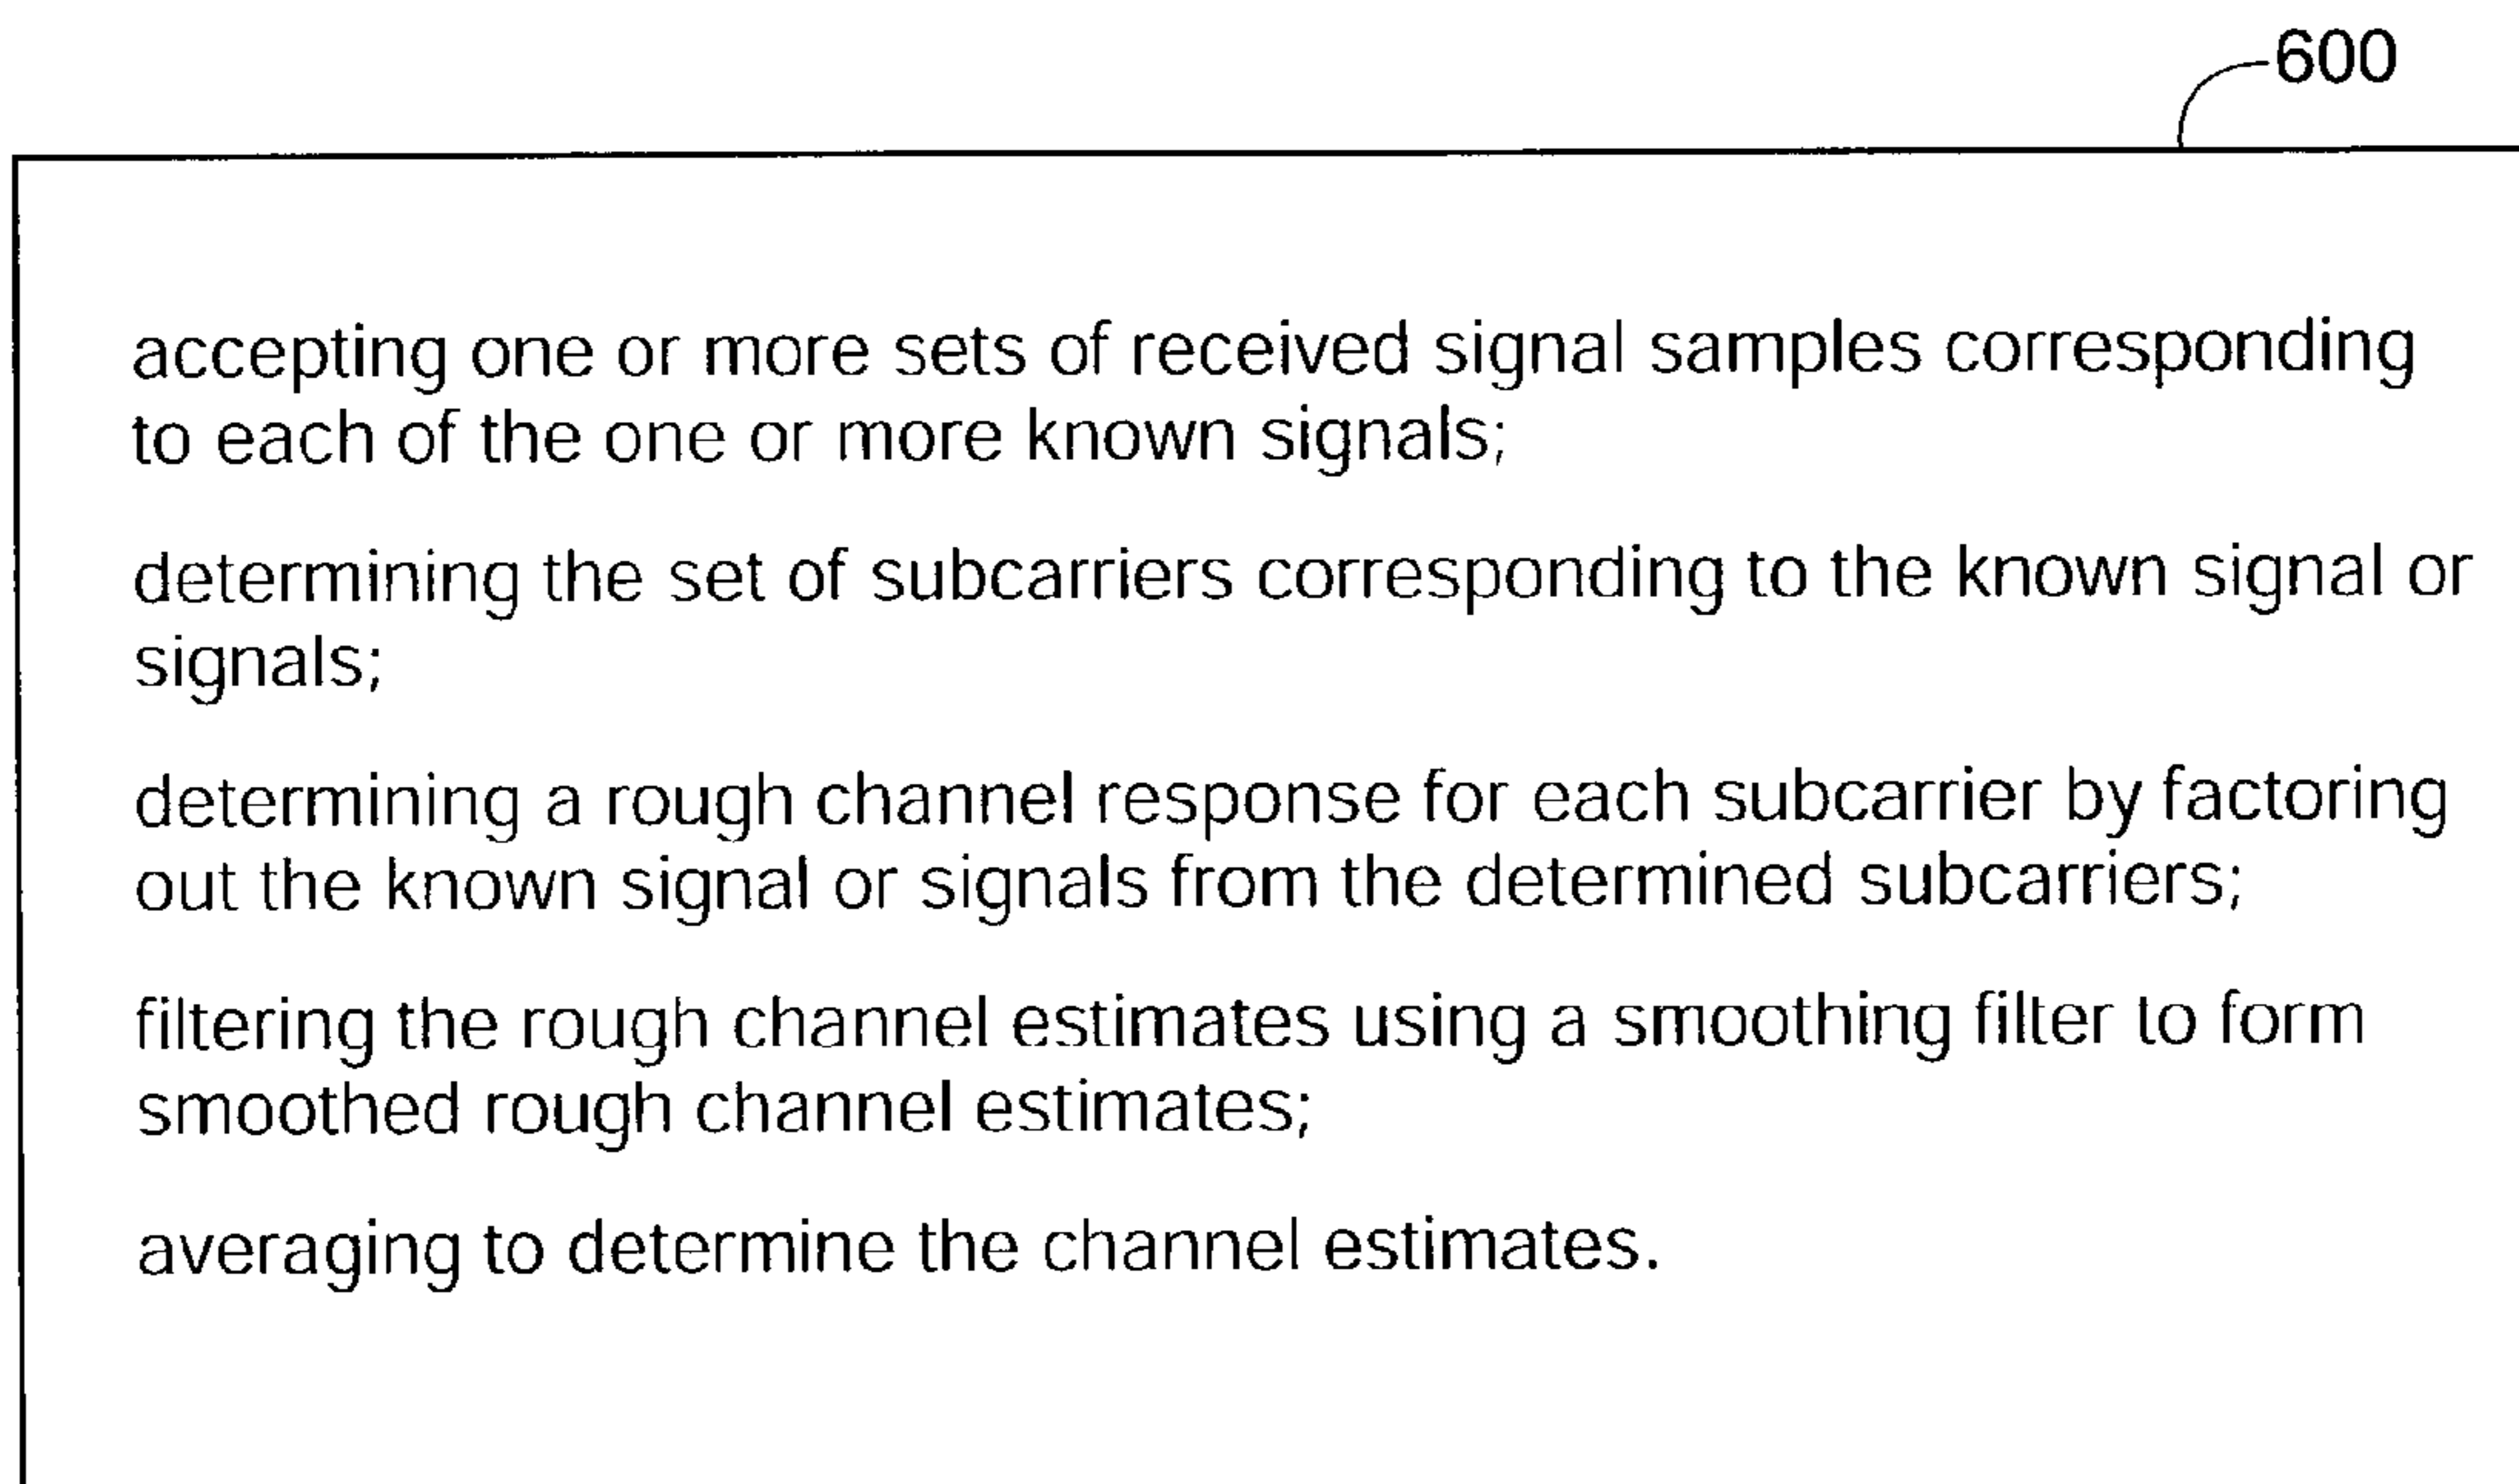 600
accepting one or more sets of received signal samples corresponding
to each of the one or more known signals;
determining the set of subcarriers corresponding to the known signal or
signals;
determining a rough channel response for each subcarrier by factoring
out the known signal or signals from the determined subcarriers;
filtering the rough channel estimates using a smoothing filter to form
smoothed rough channel estimates;
averaging to determine the channel estimates.